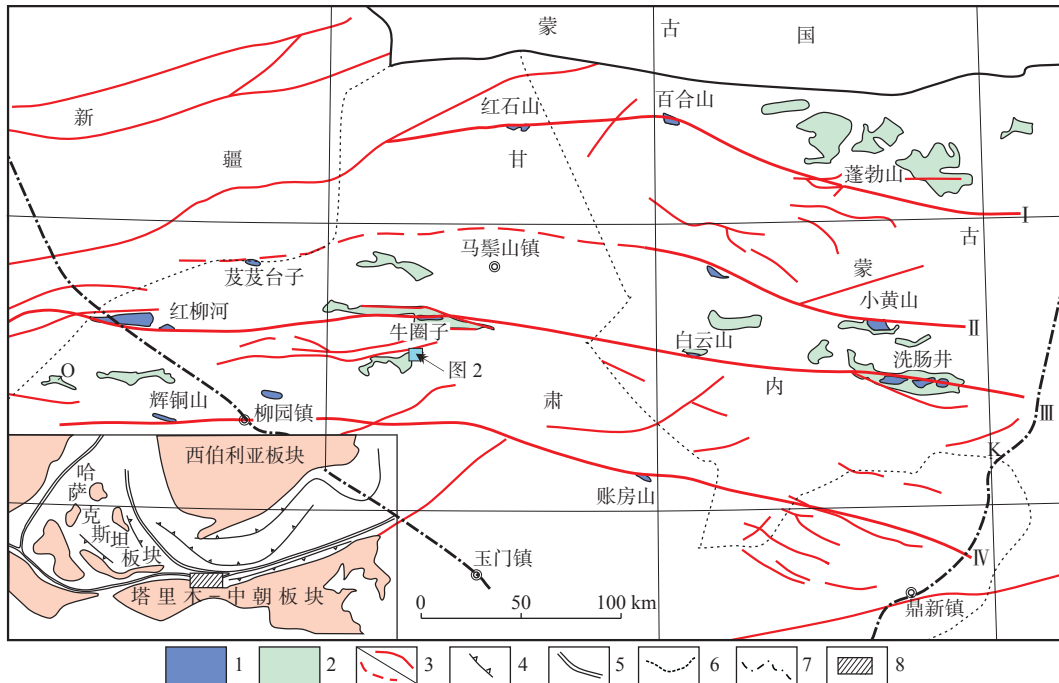 蒙 古 国
新
疆
红石山
百合山
甘
蓬勃山
I
古
马鬃山镇
蒙
芨芨台子
红柳河
小黄山
II
牛圈子
白云山
图 2
洗肠井
O
内
辉铜山
柳园镇
肃
III
K
西伯利亚板块
哈萨克斯坦板块
账房山
塔里木—中朝板块
玉门镇
IV
鼎新镇
0 50 100 km
1 2 3 4 5 6 7 8